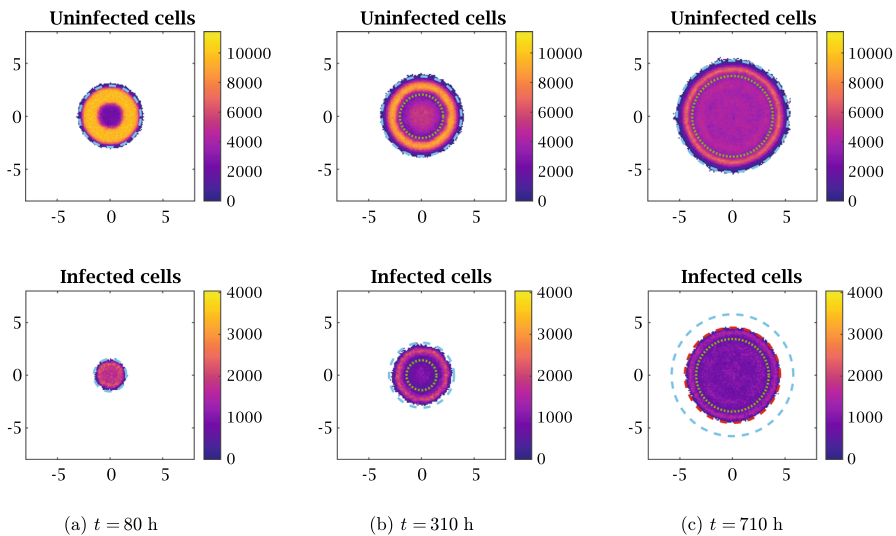 Uninfected cells Uninfected cells Uninfected cells
5 10000 5 10000 5 10000
8000 8000 8000
0 6000 0 6000 0 6000
4000 4000 4000
-5 2000 -5 2000 -5 2000
0 0 0
-5 0 5 -5 0 5 -5 0 5
Infected cells Infected cells Infected cells
4000 4000 4000
5 3000 5 3000 5 3000
0 2000 0 2000 0 2000
-5 1000 -5 1000 -5 1000
0 0 0
-5 0 5 -5 0 5 -5 0 5
(a) t = 80 h (b) t = 310 h (c) t = 710 h